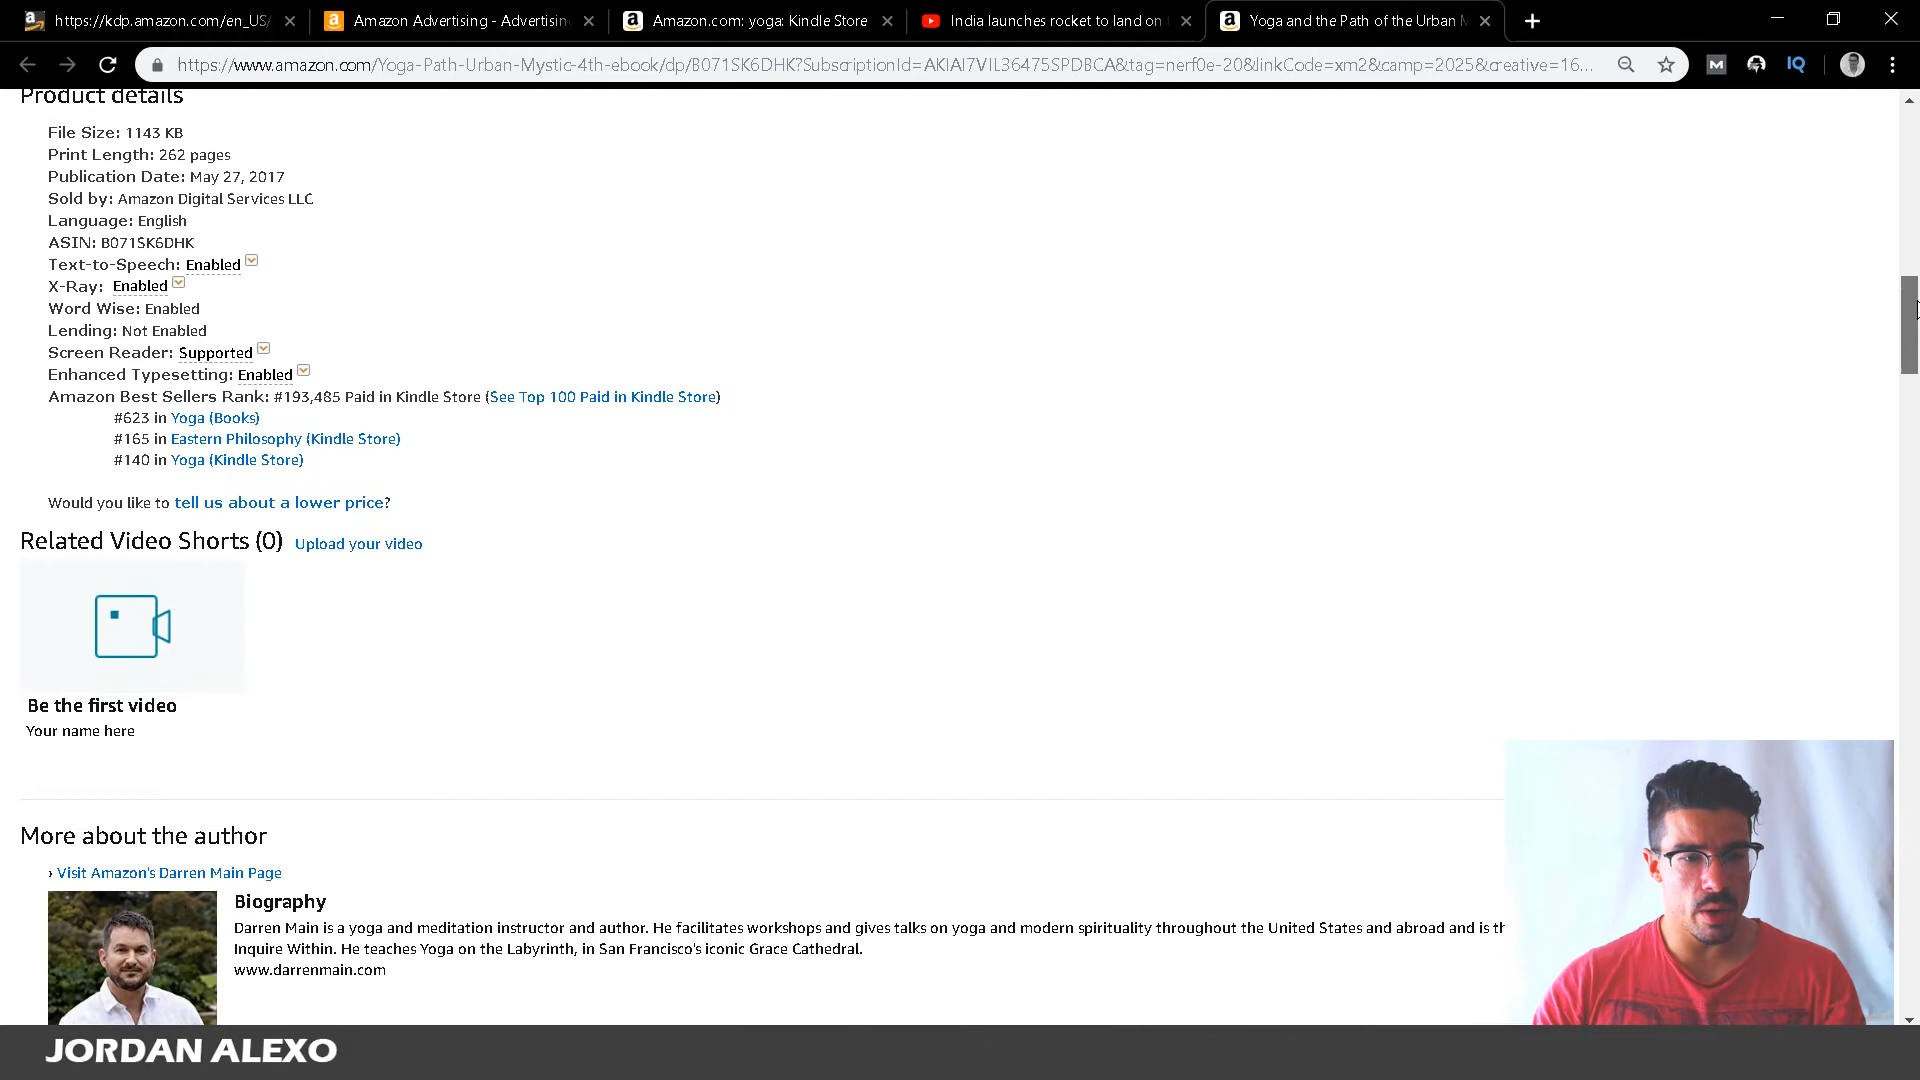 https://kdp.amazon.com/en_US/
Amazon Advertising - Advertising
Amazon.com: yoga: Kindle Store
India launches rocket to land on
Yoga and the Path of the Urban M
https://www.amazon.com/Yoga-Path-Urban-Mystic-4th-ebook/dp/B071SK6DHK?SubscriptionId=AKIAI7VIL36475SPDBCA&tag=nerf0e-20&linkCode=xm2&camp=2025&creative=16...
M
IQ
Product details
File Size: 1143 KB
Print Length: 262 pages
Publication Date: May 27, 2017
Sold by: Amazon Digital Services LLC
Language: English
ASIN: B071SK6DHK
Text-to-Speech: Enabled
X-Ray: Enabled
Word Wise: Enabled
Lending: Not Enabled
Screen Reader: Supported
Enhanced Typesetting: Enabled
Amazon Best Sellers Rank: #193,485 Paid in Kindle Store (See Top 100 Paid in Kindle Store)
#623 in Yoga (Books)
#165 in Eastern Philosophy (Kindle Store)
#140 in Yoga (Kindle Store)
Would you like to tell us about a lower price?
Related Video Shorts (0) Upload your video
Be the first video
Your name here
More about the author
› Visit Amazon's Darren Main Page
Biography
Darren Main is a yoga and meditation instructor and author. He facilitates workshops and gives talks on yoga and modern spirituality throughout the United States and abroad and is th
Inquire Within. He teaches Yoga on the Labyrinth, in San Francisco's iconic Grace Cathedral.
www.darrenmain.com
JORDAN ALEXO